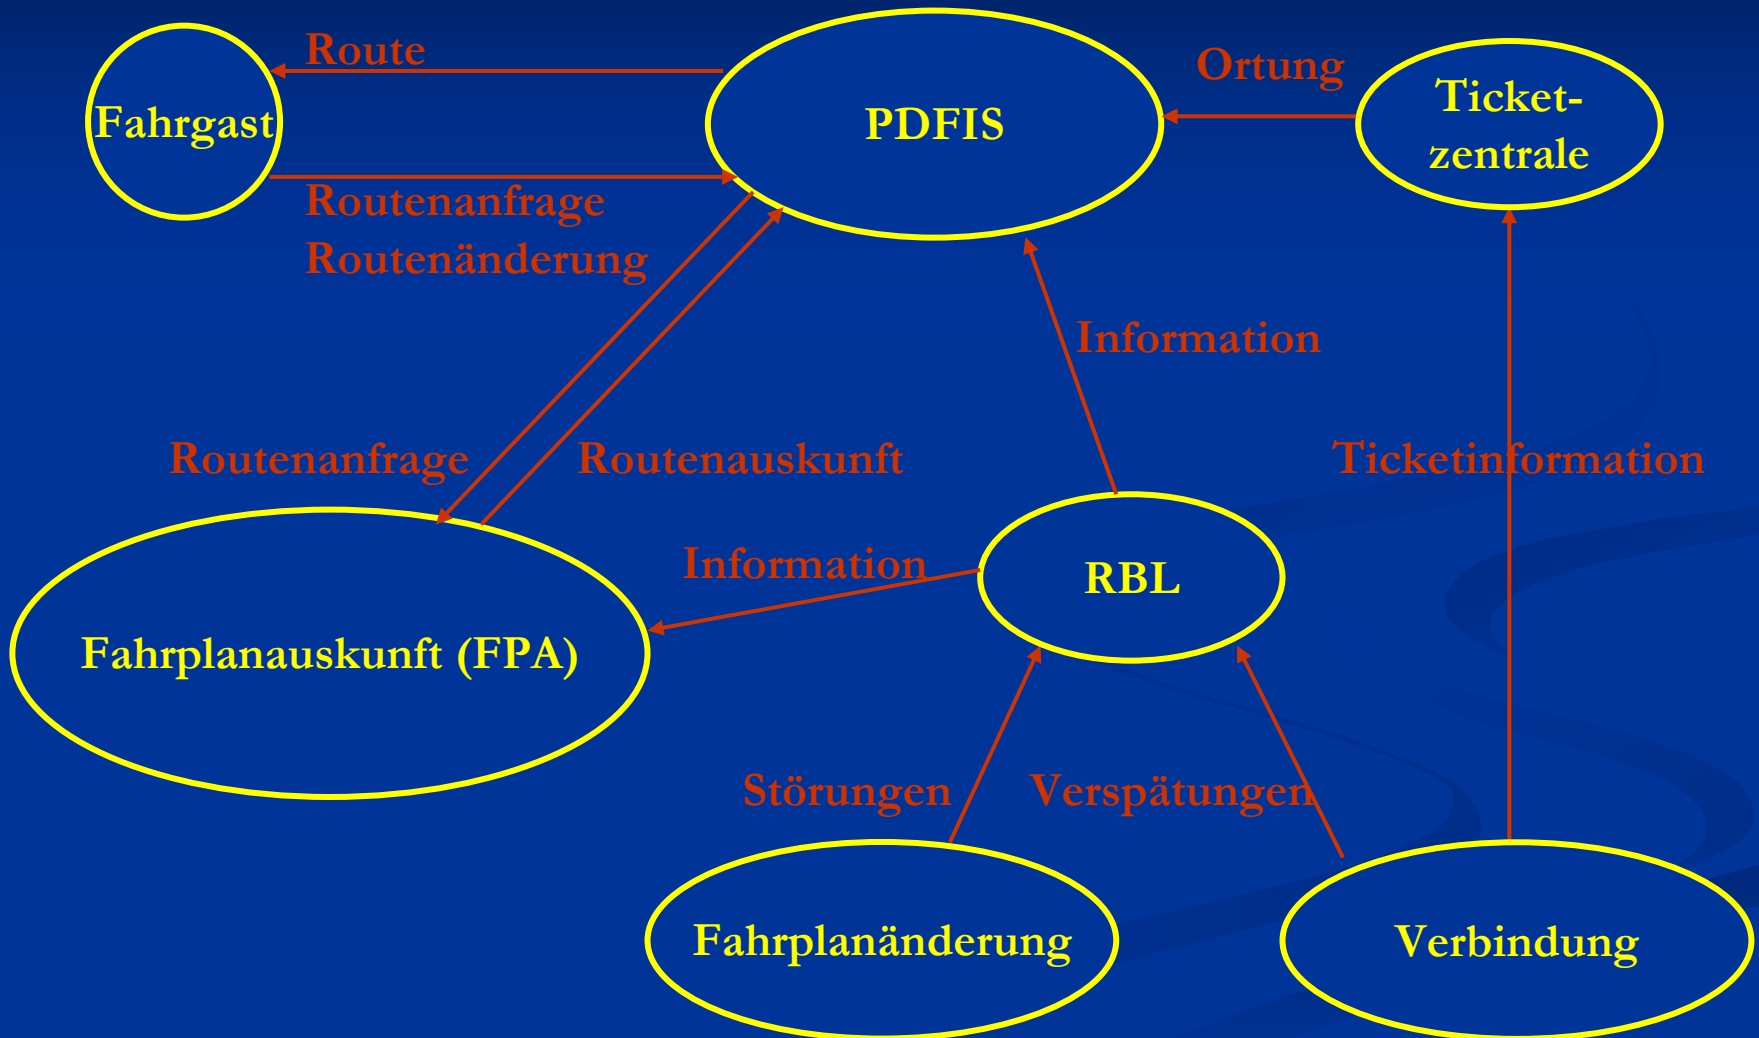 Route
Ortung
Fahrgast
PDFIS
Ticket-
zentrale
Routenanfrage
Routenänderung
Information
Routenanfrage
Routenauskunft
Ticketinformation
Information
RBL
Fahrplanauskunft (FPA)
Störungen
Verspätungen
Fahrplanänderung
Verbindung